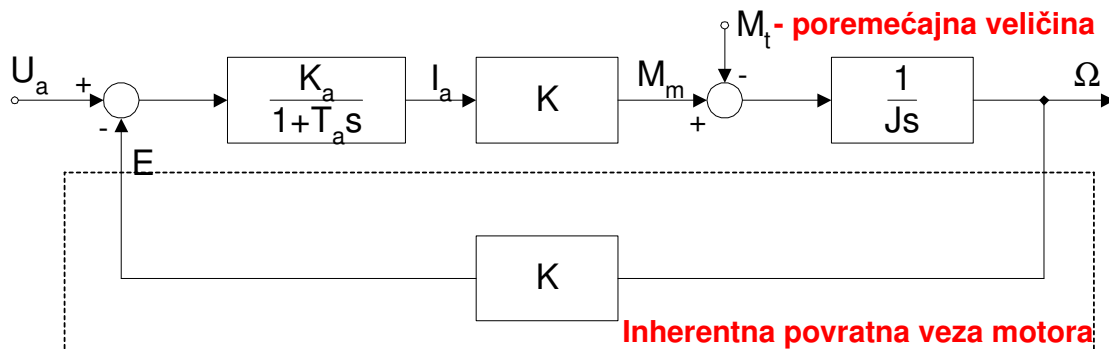 M_t - poremećajna veličina
U_a + - K_a / 1+T_a s I_a K M_m + - 1 / Js Ω
E
K
Inherentna povratna veza motora